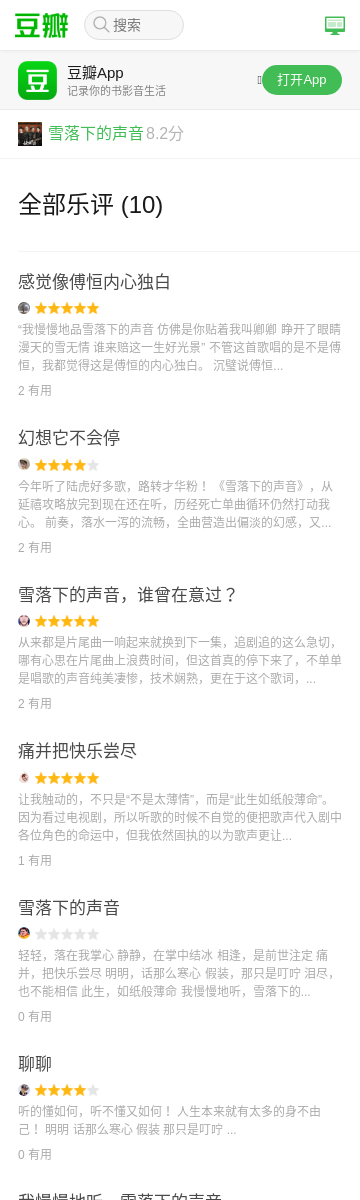 豆瓣
搜索
豆
豆瓣App
记录你的书影音生活
打开App
雪落下的声音 8.2分
全部乐评 (10)
感觉像傅恒内心独白
“我慢慢地品雪落下的声音 仿佛是你贴着我叫卿卿 睁开了眼睛
漫天的雪无情 谁来赔这一生好光景” 不管这首歌唱的是不是傅
恒，我都觉得这是傅恒的内心独白。 沉璧说傅恒...
2 有用
幻想它不会停
今年听了陆虎好多歌，路转才华粉！《雪落下的声音》，从
延禧攻略放完到现在还在听，历经死亡单曲循环仍然打动我
心。 前奏，落水一泻的流畅，全曲营造出偏淡的幻感，又...
2 有用
雪落下的声音，谁曾在意过？
从来都是片尾曲一响起来就换到下一集，追剧追的这么急切，
哪有心思在片尾曲上浪费时间，但这首真的停下来了，不单单
是唱歌的声音纯美凄惨，技术娴熟，更在于这个歌词，...
2 有用
痛并把快乐尝尽
让我触动的，不只是“不是太薄情”，而是“此生如纸般薄命”。
因为看过电视剧，所以听歌的时候不自觉的便把歌声代入剧中
各位角色的命运中，但我依然固执的以为歌声更让...
1 有用
雪落下的声音
轻轻，落在我掌心 静静，在掌中结冰 相逢，是前世注定 痛
并，把快乐尝尽 明明，话那么寒心 假装，那只是叮咛 泪尽，
也不能相信 此生，如纸般薄命 我慢慢地听，雪落下的...
0 有用
聊聊
听的懂如何，听不懂又如何！人生本来就有太多的身不由
己！明明 话那么寒心 假装 那只是叮咛 ...
0 有用
我慢慢地听，雪落下的声音